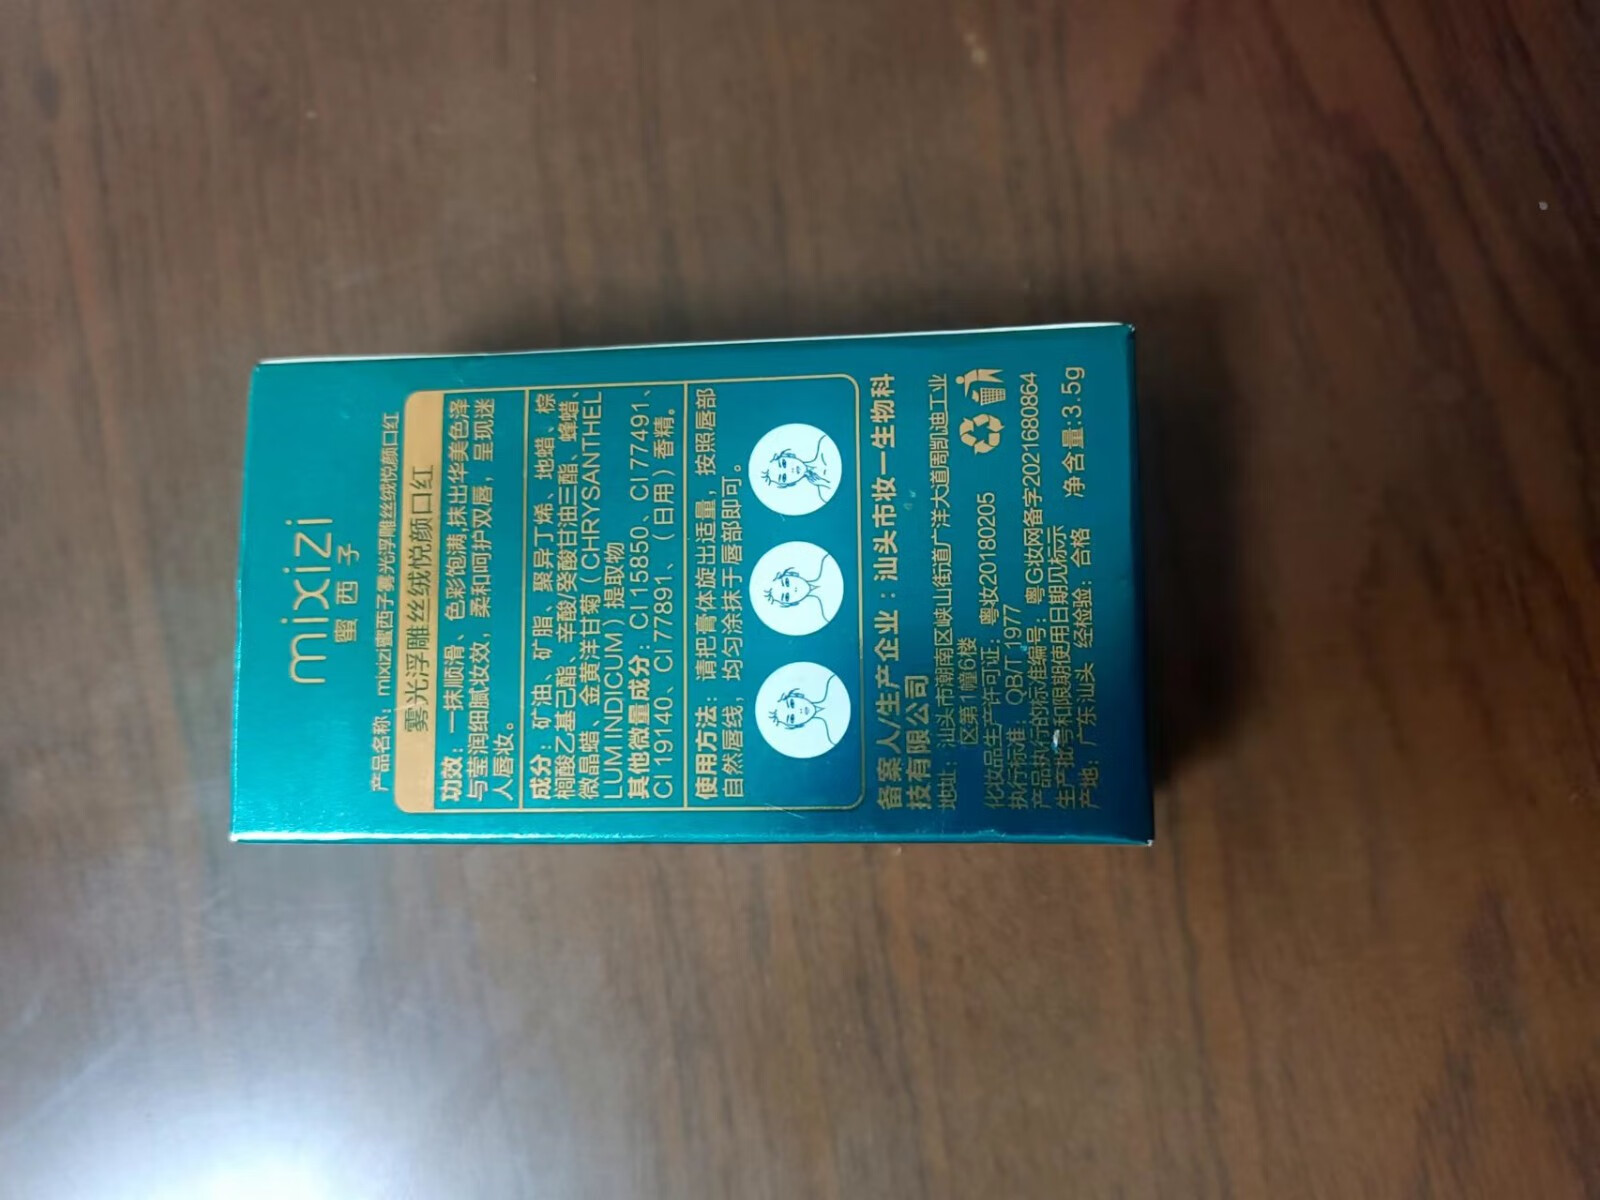 mixizi
蜜西子
产品名称：mixizi蜜西子雾光浮雕丝绒悦颜口红
雾光浮雕丝绒悦颜口红
功效：一抹顺滑、色彩饱满,抹出华美色泽
与莹润细腻妆效，柔和呵护双唇，呈现迷
人唇妆。
成分：矿油、矿脂、聚异丁烯、地蜡、棕
榈酸乙基己酯、辛酸/癸酸甘油三酯、蜂蜡、
微晶蜡、金黄洋甘菊（CHRYSANTHEL
LUMINDICUM）提取物
其他微量成分：CI 15850、CI 77491、
CI 19140、CI 77891、（日用）香精。
使用方法：请把膏体旋出适量，按照唇部
自然唇线，均匀涂抹于唇部即可。
备案人/生产企业：汕头市妆一生物科
技有限公司
地址：汕头市潮南区峡山街道广洋大道周凯迪工业
区第1幢6楼
化妆品生产许可证：粤妆20180205
执行标准：QB/T 1977
产品执行的标准编号：粤G妆网备字2021680864
生产批号和限期使用日期见标示
产地：广东汕头 经检验：合格 净含量:3.5g